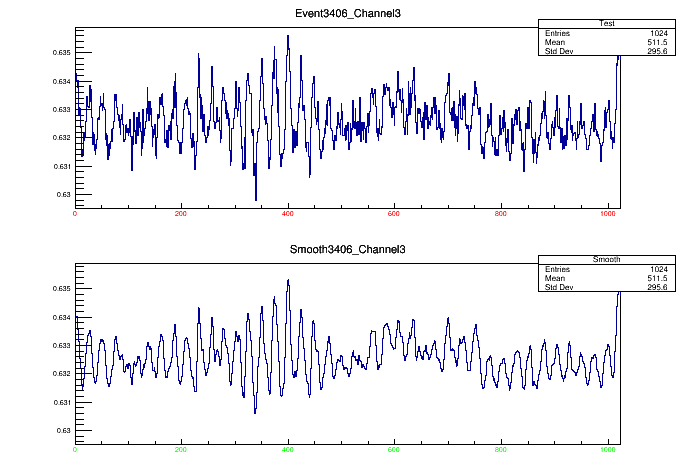 Event3406_Channel3
Test
Entries 1024
Mean 511.5
Std Dev 295.6
0.635
0.634
0.633
0.632
0.631
0.63
0 200 400 600 800 1000
Smooth3406_Channel3
Smooth
Entries 1024
Mean 511.5
Std Dev 295.6
0.635
0.634
0.633
0.632
0.631
0.63
0 200 400 600 800 1000